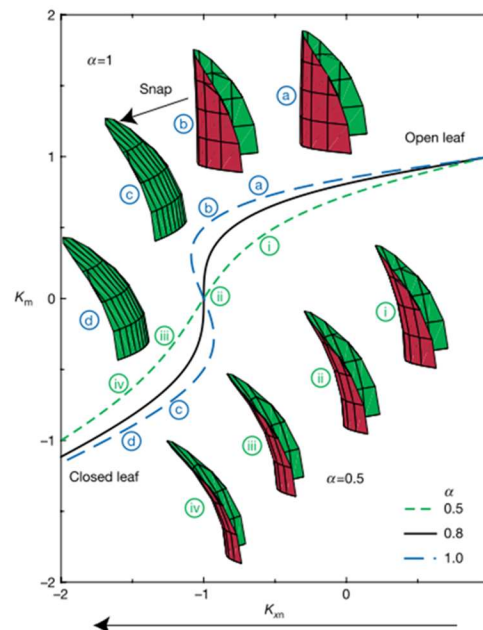 2
α=1
Snap
a
b
a
Open leaf
c
1
a
b
i
K_m
0
d
ii
i
iii
ii
iv
c
iii
-1
d
Closed leaf
α=0.5
iv
α
0.5
0.8
1.0
-2
-2
-1
0
K_xn